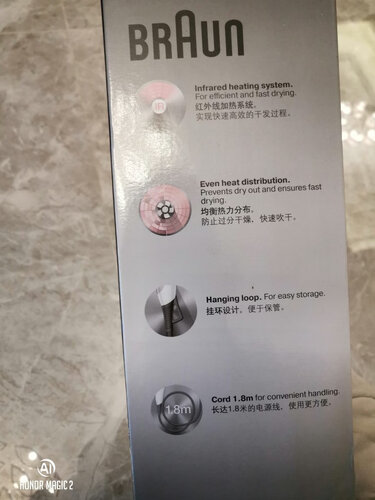 BRAUN
IR
Infrared heating system.
For efficient and fast drying.
红外线加热系统。
实现快速高效的干发过程。
Even heat distribution.
Prevents dry out and ensures fast
drying.
均衡热力分布,
防止过分干燥,快速吹干。
Hanging loop. For easy storage.
挂环设计,便于保管。
1.8m
Cord 1.8m for convenient handling.
长达1.8米的电源线,使用更方便。
AI
HONOR MAGIC 2